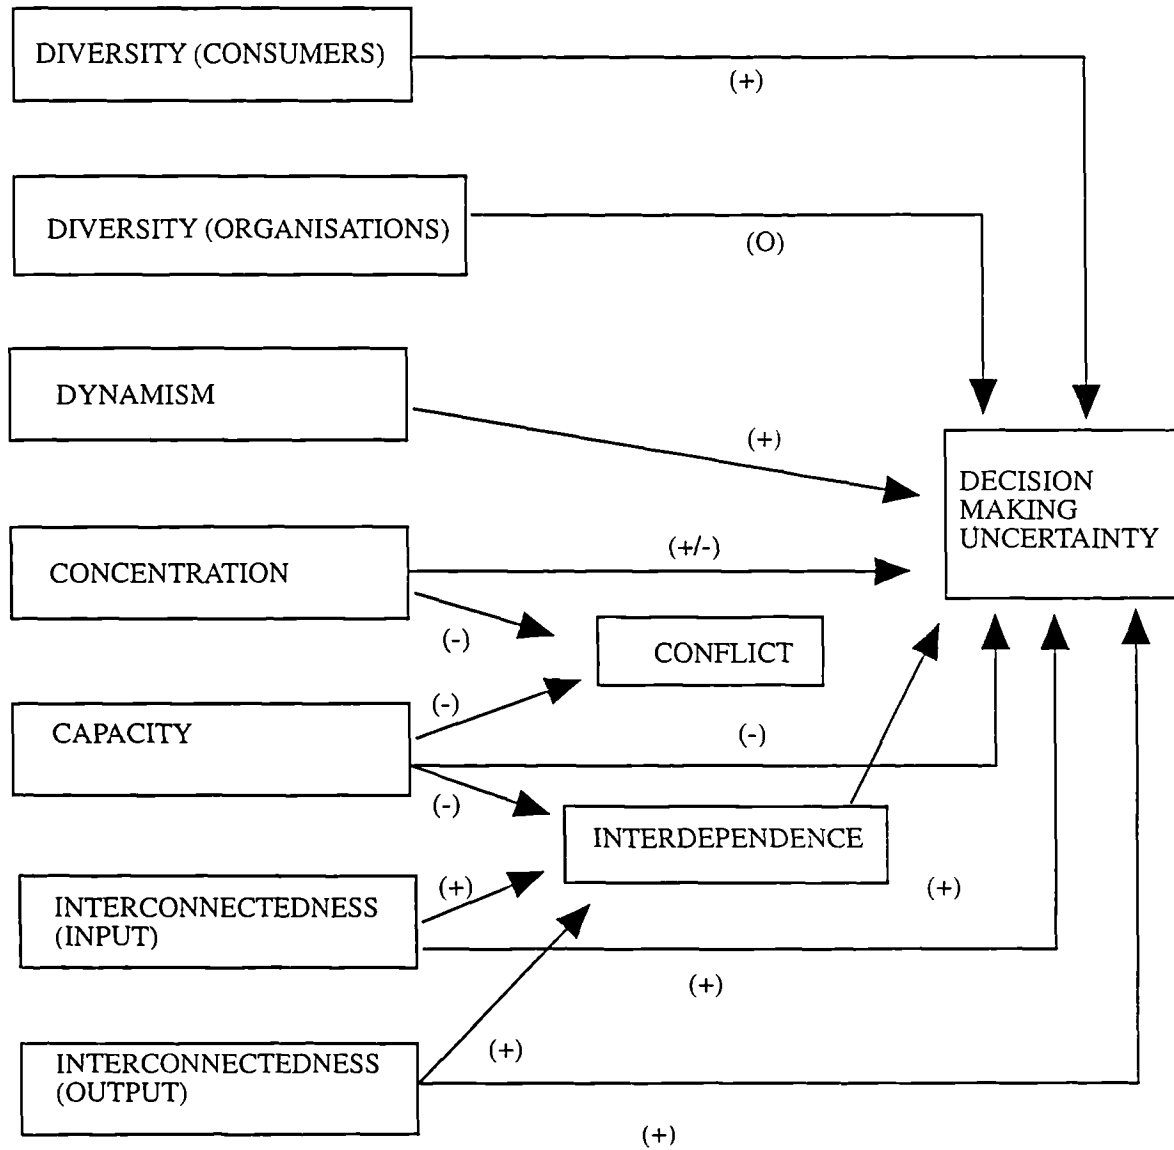 DIVERSITY (CONSUMERS)
(+)
DIVERSITY (ORGANISATIONS)
(O)
DYNAMISM
(+)
DECISION
MAKING
UNCERTAINTY
CONCENTRATION
(+/-)
(-)
CONFLICT
CAPACITY
(-)
(-)
(-)
INTERDEPENDENCE
INTERCONNECTEDNESS
(INPUT)
(+)
(+)
(+)
INTERCONNECTEDNESS
(OUTPUT)
(+)
(+)